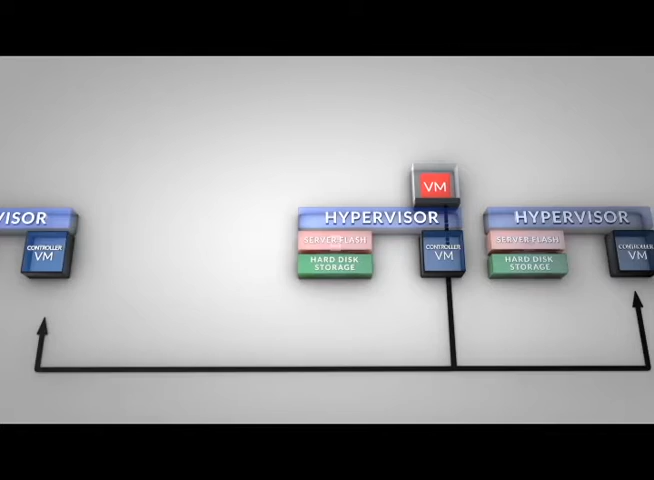 VM
VISOR
HYPERVISOR
HYPERVISOR
CONTROLLER
VM
SERVER FLASH
HARD DISK
STORAGE
CONTROLLER
VM
SERVER FLASH
HARD DISK
STORAGE
CONTROLLER
VM